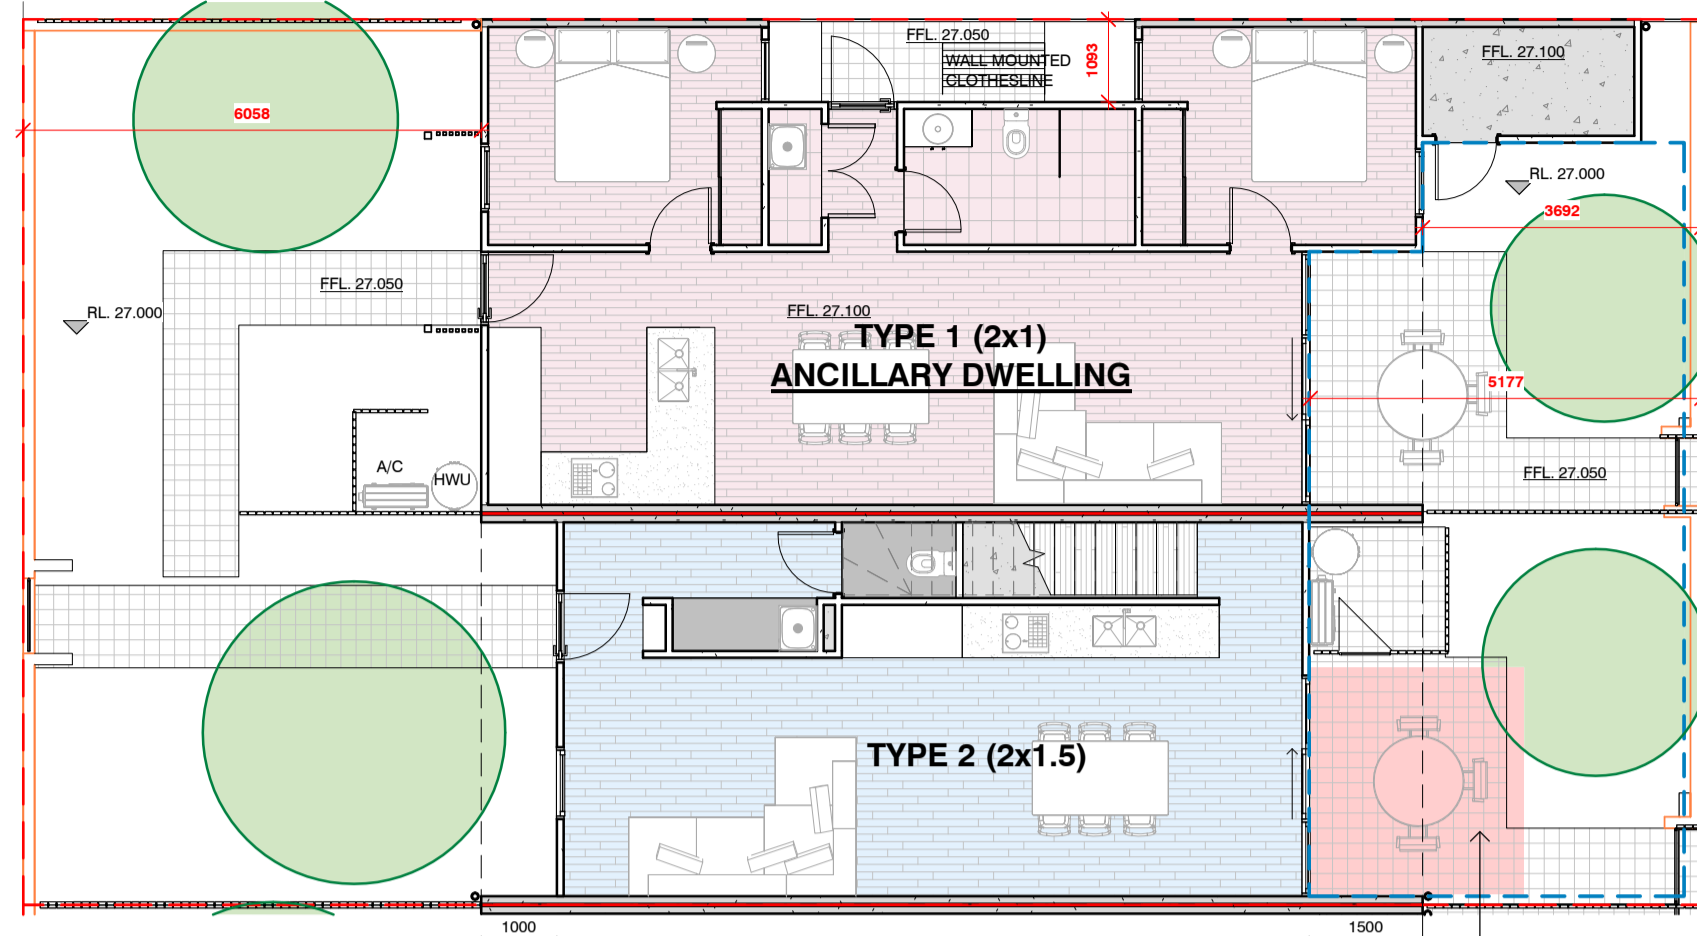 FFL. 27.050
WALL MOUNTED
CLOTHESLINE
1093
FFL. 27.100
6058
RL. 27.000
3692
FFL. 27.050
RL. 27.000
FFL. 27.100
TYPE 1 (2x1)
ANCILLARY DWELLING
5177
A/C
HWU
FFL. 27.050
TYPE 2 (2x1.5)
1000
1500